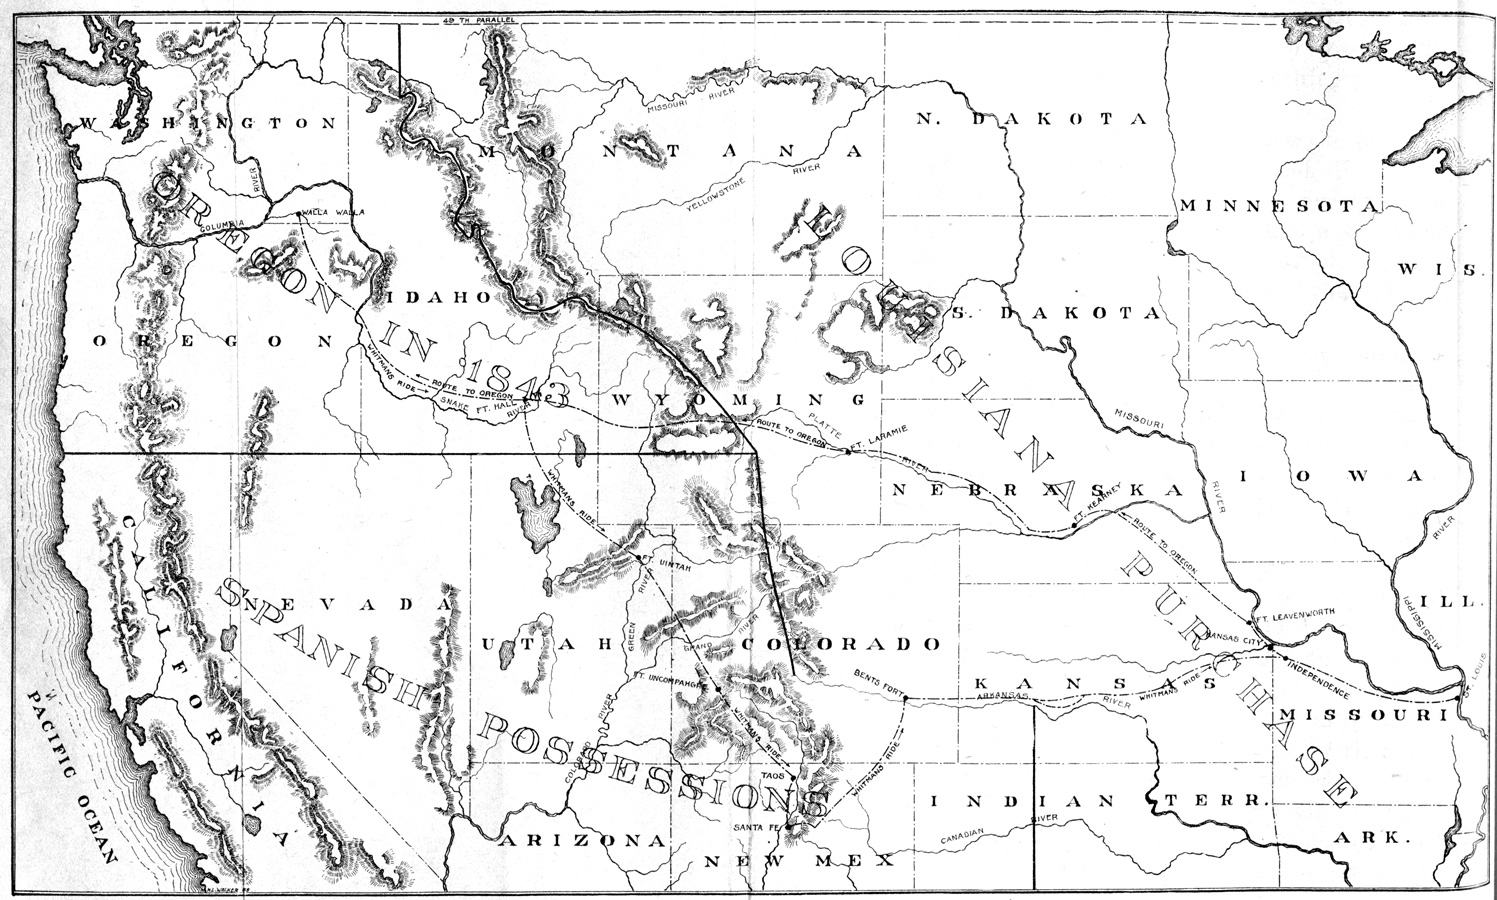 49 TH PARALLEL
WASHINGTON
MONTANA
N. DAKOTA
MINNESOTA
WIS.
MISSOURI RIVER
YELLOWSTONE RIVER
COLUMBIA
RIVER
WALLA WALLA
OREGON IN 1843
IDAHO
OREGON
S. DAKOTA
LOUISIANA PURCHASE
WHITMANS RIDE
ROUTE TO OREGON
SNAKE FT. HALL
RIVER
WYOMING
ROUTE TO OREGON
PLATTE
FT. LARAMIE
RIVER
MISSOURI
RIVER
NEBRASKA
FT. KEARNEY
IOWA
ROUTE TO OREGON
RIVER
MISSISSIPPI
ILL.
CALIFORNIA
NEVADA
SPANISH POSSESSIONS
WHITMANS RIDE
FT. UINTAH
RIVER
GREEN
UTAH
COLORADO
GRAND
RIVER
FT. UNCOMPAHGRE
WHITMANS RIDE
BENTS FORT
KANSAS
ARKANSAS
RIVER
WHITMANS RIDE
FT. LEAVENWORTH
KANSAS CITY
INDEPENDENCE
ST. LOUIS
MISSOURI
PACIFIC OCEAN
COLORADO
RIVER
TAOS
SANTA FE
WHITMANS RIDE
ARIZONA
NEW MEX
INDIAN TERR.
CANADIAN
RIVER
ARK.